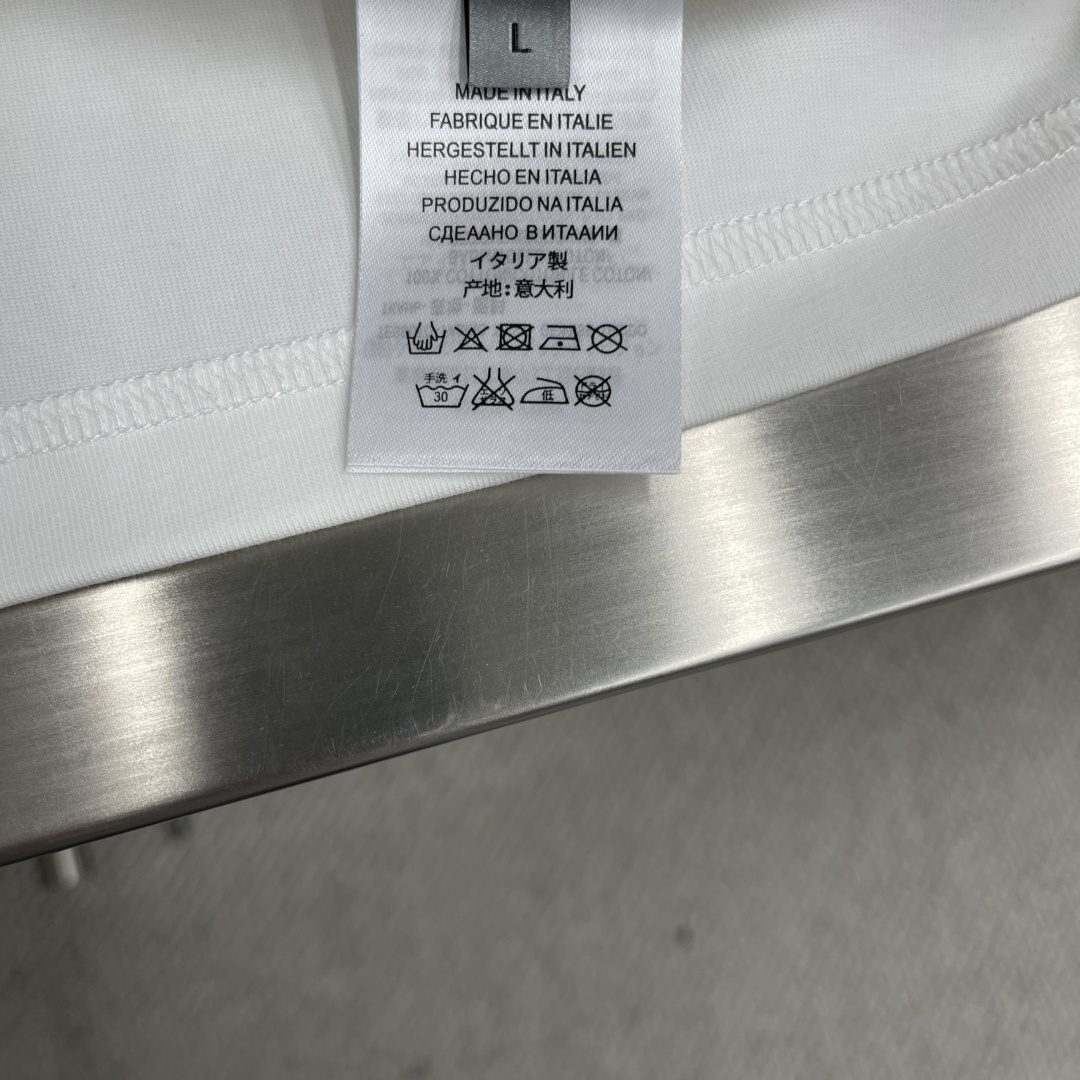 L
MADE IN ITALY
FABRIQUE EN ITALIE
HERGESTELLT IN ITALIEN
HECHO EN ITALIA
PRODUZIDO NA ITALIA
СДЕААНО В ИТААИИ
イタリア製
产地:意大利
手洗 イ
30
低